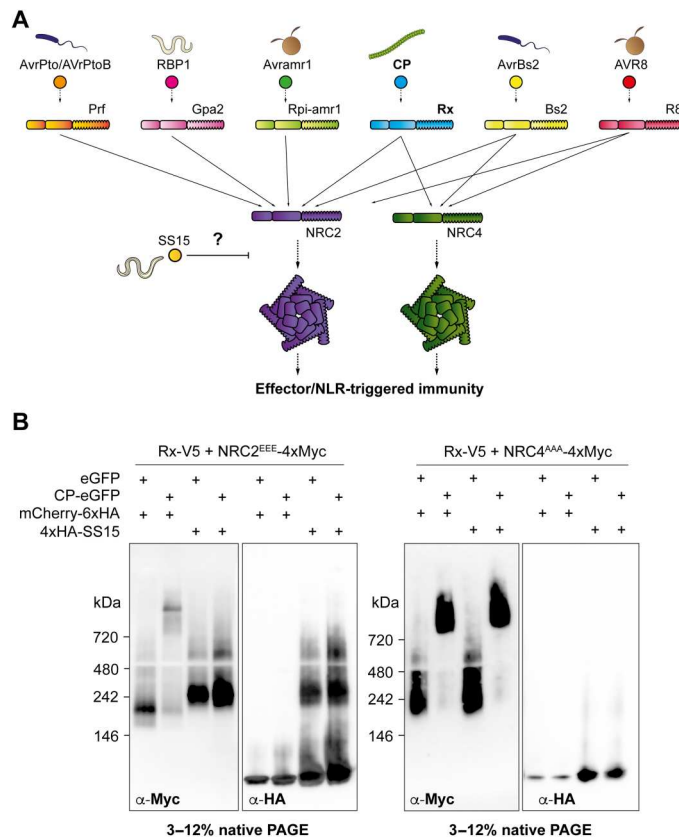 A
AvrPto/AVrPtoB RBP1 Avramr1 CP AvrBs2 AVR8
Prf Gpa2 Rpi-amr1 Rx Bs2 R8
NRC2 NRC4
SS15 ?
Effector/NLR-triggered immunity
B
Rx-V5 + NRC2EEE-4xMyc Rx-V5 + NRC4AAA-4xMyc
eGFP + + + + + + + +
CP-eGFP + + + + + + + +
mCherry-6xHA + + + + + + + +
4xHA-SS15 + + + + + + + +
kDa kDa
720 720
480 480
242 242
146 146
α-Myc α-HA α-Myc α-HA
3–12% native PAGE 3–12% native PAGE